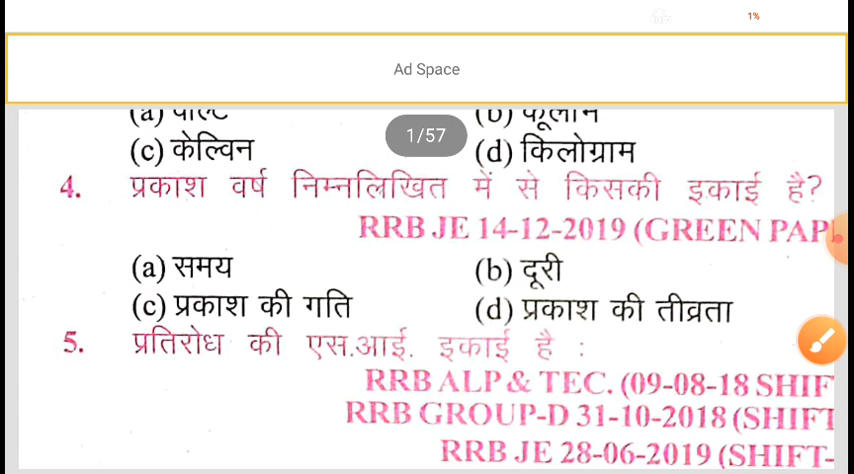 1%
Ad Space
(a) वोल्ट (b) कूलॉम
1/57
(c) केल्विन (d) किलोग्राम
4. प्रकाश वर्ष निम्नलिखित में से किसकी इकाई है?
RRB JE 14-12-2019 (GREEN PAP
(a) समय (b) दूरी
(c) प्रकाश की गति (d) प्रकाश की तीव्रता
5. प्रतिरोध की एस.आई. इकाई है :
RRB ALP & TEC. (09-08-18 SHIF
RRB GROUP-D 31-10-2018 (SHIFT
RRB JE 28-06-2019 (SHIFT-